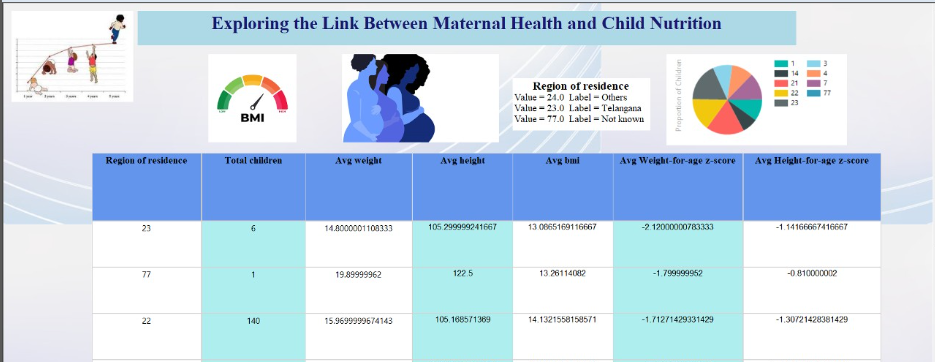 Exploring the Link Between Maternal Health and Child Nutrition
BMI
Region of residence
Value = 24.0 Label = Others
Value = 23.0 Label = Telangana
Value = 77.0 Label = Not known
Proportion of Children
1 3
14 4
21 7
22 77
23
Region of residence Total children Avg weight Avg height Avg bmi Avg Weight-for-age z-score Avg Height-for-age z-score
23 6 14.8000001108333 105.299999241667 13.0865169116667 -2.12000000783333 -1.14166667416667
77 1 19.89999962 122.5 13.26114082 -1.799999952 -0.810000002
22 140 15.9699999674143 105.168571369 14.1321558158571 -1.71271429331429 -1.30721428381429